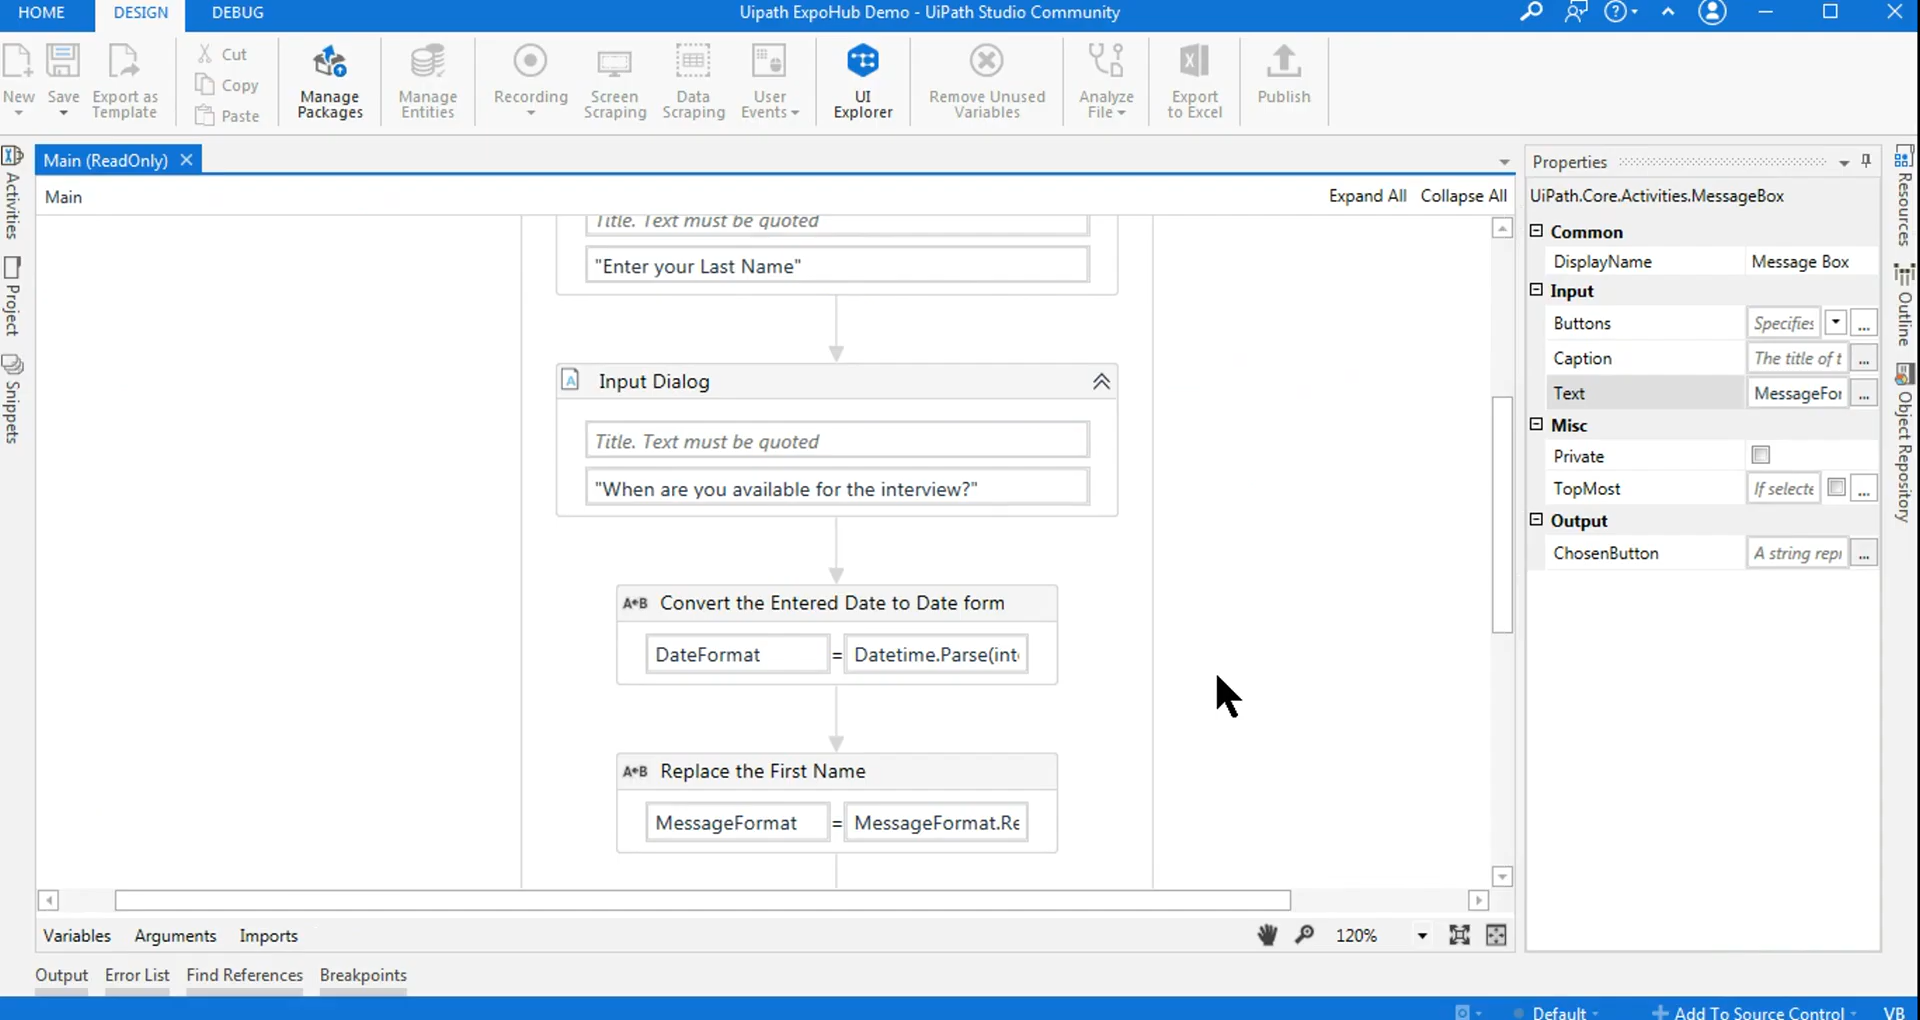 HOME DESIGN DEBUG Uipath ExpoHub Demo - UiPath Studio Community
New
Save
Export as
Template
Cut
Copy
Paste
Manage
Packages
Manage
Entities
Recording
Screen
Scraping
Data
Scraping
User
Events
UI
Explorer
Remove Unused
Variables
Analyze
File
Export
to Excel
Publish
Activities
Project
Snippets
Main (ReadOnly)
Main Expand All Collapse All
Title. Text must be quoted
"Enter your Last Name"
Input Dialog
Title. Text must be quoted
"When are you available for the interview?"
A←B Convert the Entered Date to Date form
DateFormat = Datetime.Parse(int
A←B Replace the First Name
MessageFormat = MessageFormat.Re
Variables Arguments Imports 120%
Output Error List Find References Breakpoints
Properties
UiPath.Core.Activities.MessageBox
Common
DisplayName Message Box
Input
Buttons Specifies ...
Caption The title of t ...
Text MessageFor ...
Misc
Private
TopMost If selecte ...
Output
ChosenButton A string repr ...
Resources
Outline
Object Repository
Default Add To Source Control VB